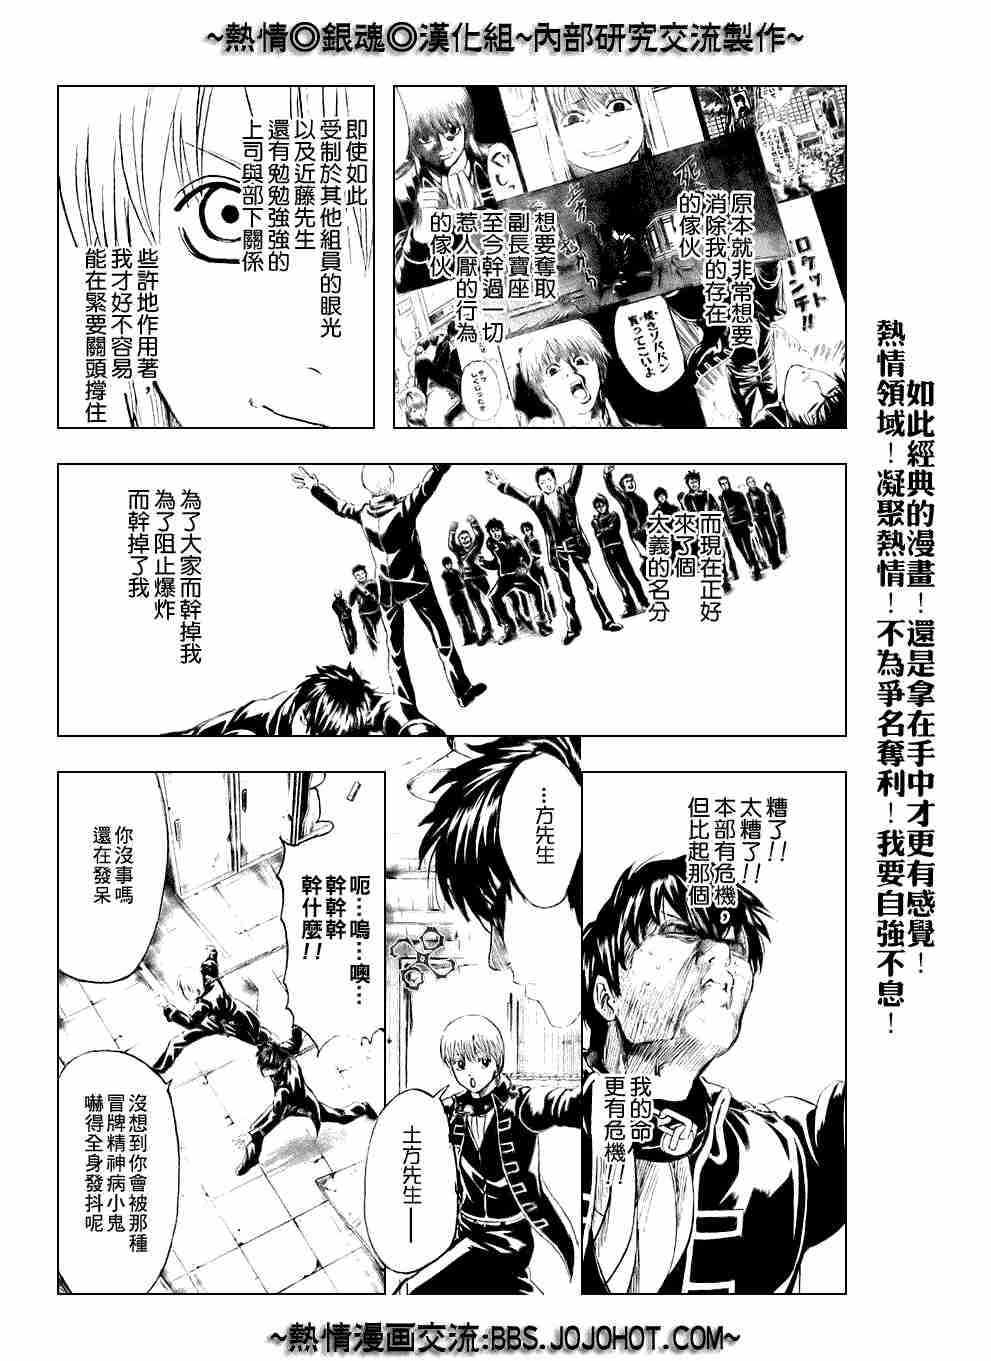 ~熱情◎銀魂◎漢化組~內部研究交流製作~
原本就非常想要
消除我的存在
的傢伙
想要奪取
副長寶座
至今幹過一切
惹人厭的行為
的傢伙
ロケット
ーンチ!!
焼きソバパン
買ってこいよ
即使如此
受制於其他組員的眼光
以及近藤先生
還有勉勉強強的
上司與部下關係
些許地作用著，
我才好不容易
能在緊要關頭撐住
而現在正好
來了個
大義的名分
為了大家而幹掉我
為了阻止爆炸
而幹掉了我
糟了!!
太糟了!!
本部有危機，
但比起那個
我的命
更有危機!!
…方先生
土方先生──
呃…嗚…噢…
幹幹幹
幹什麼!!
你沒事嗎
還在發呆
沒想到你會被那種
冒牌精神病小鬼
嚇得全身發抖呢
如此經典的漫畫！還是拿在手中才更有感覺！
熱情領域！凝聚熱情！不為爭名奪利！我要自強不息！
~熱情漫画交流:BBS.JOJOHOT.COM~